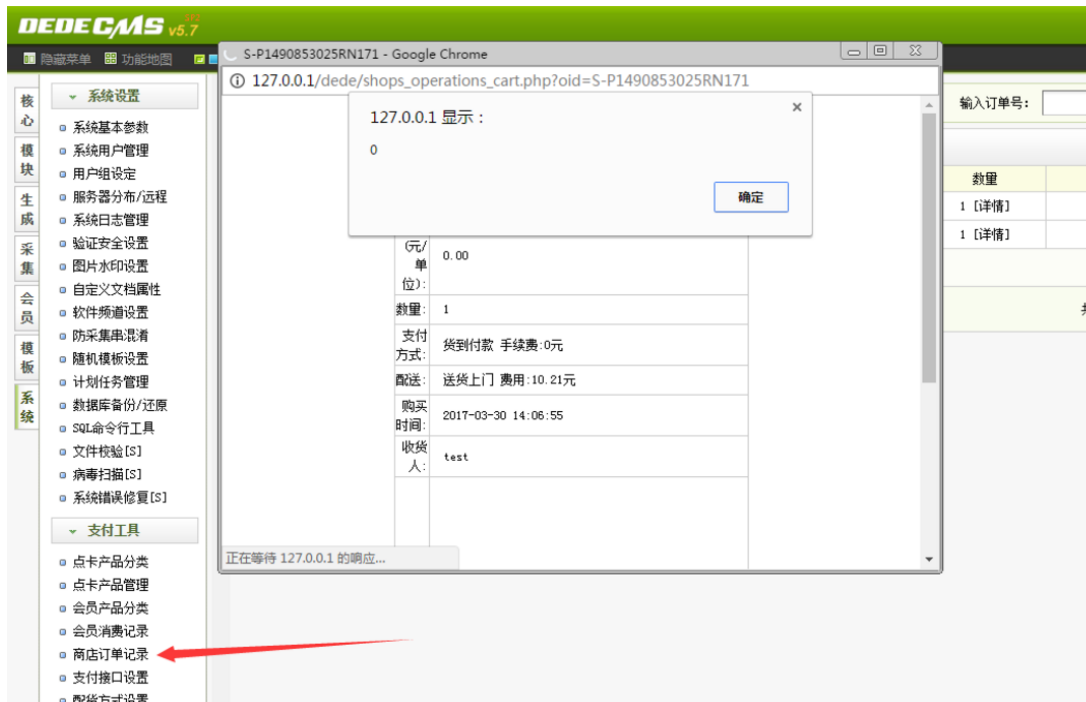 DEDECMS v5.7
隐藏菜单 功能地图
核心
模块
生成
采集
会员
模板
系统
系统设置
系统基本参数
系统用户管理
用户组设定
服务器分布/远程
系统日志管理
验证安全设置
图片水印设置
自定义文档属性
软件频道设置
防采集串混淆
随机模板设置
计划任务管理
数据库备份/还原
SQL命令行工具
文件校验[S]
病毒扫描[S]
系统错误修复[S]
支付工具
点卡产品分类
点卡产品管理
会员产品分类
会员消费记录
商店订单记录
支付接口设置
配货方式设置
S-P1490853025RN171 - Google Chrome
127.0.0.1/dede/shops_operations_cart.php?oid=S-P1490853025RN171
127.0.0.1 显示：
0
确定
(元/
单
位):
0.00
数量: 1
支付
方式:
货到付款 手续费:0元
配送: 送货上门 费用:10.21元
购买
时间:
2017-03-30 14:06:55
收货
人:
test
正在等待 127.0.0.1 的响应...
输入订单号:
数量
1 [详情]
1 [详情]